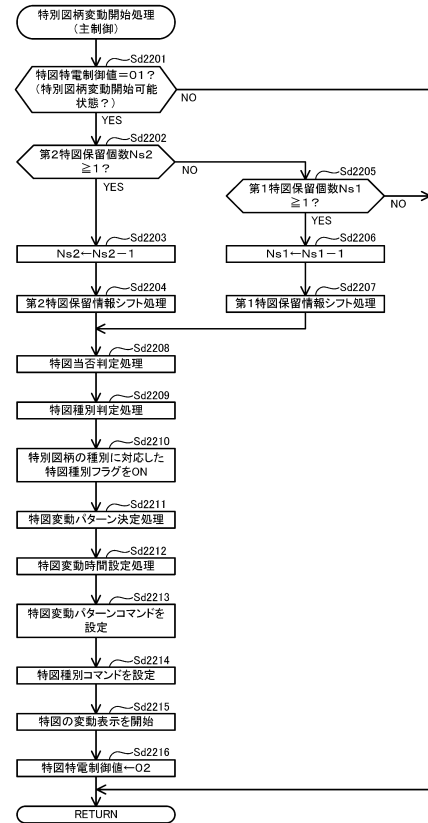 特別図柄変動開始処理
(主制御)
Sd2201
特図特電制御値=01?
(特別図柄変動開始可能
状態?)
NO
YES
Sd2202
第2特図保留個数Ns2
≧1?
NO
YES
Sd2205
第1特図保留個数Ns1
≧1?
NO
YES
Sd2203
Ns2←Ns2-1
Sd2206
Ns1←Ns1-1
Sd2204
第2特図保留情報シフト処理
Sd2207
第1特図保留情報シフト処理
Sd2208
特図当否判定処理
Sd2209
特図種別判定処理
Sd2210
特別図柄の種別に対応した
特図種別フラグをON
Sd2211
特図変動パターン決定処理
Sd2212
特図変動時間設定処理
Sd2213
特図変動パターンコマンドを
設定
Sd2214
特図種別コマンドを設定
Sd2215
特図の変動表示を開始
Sd2216
特図特電制御値←02
RETURN